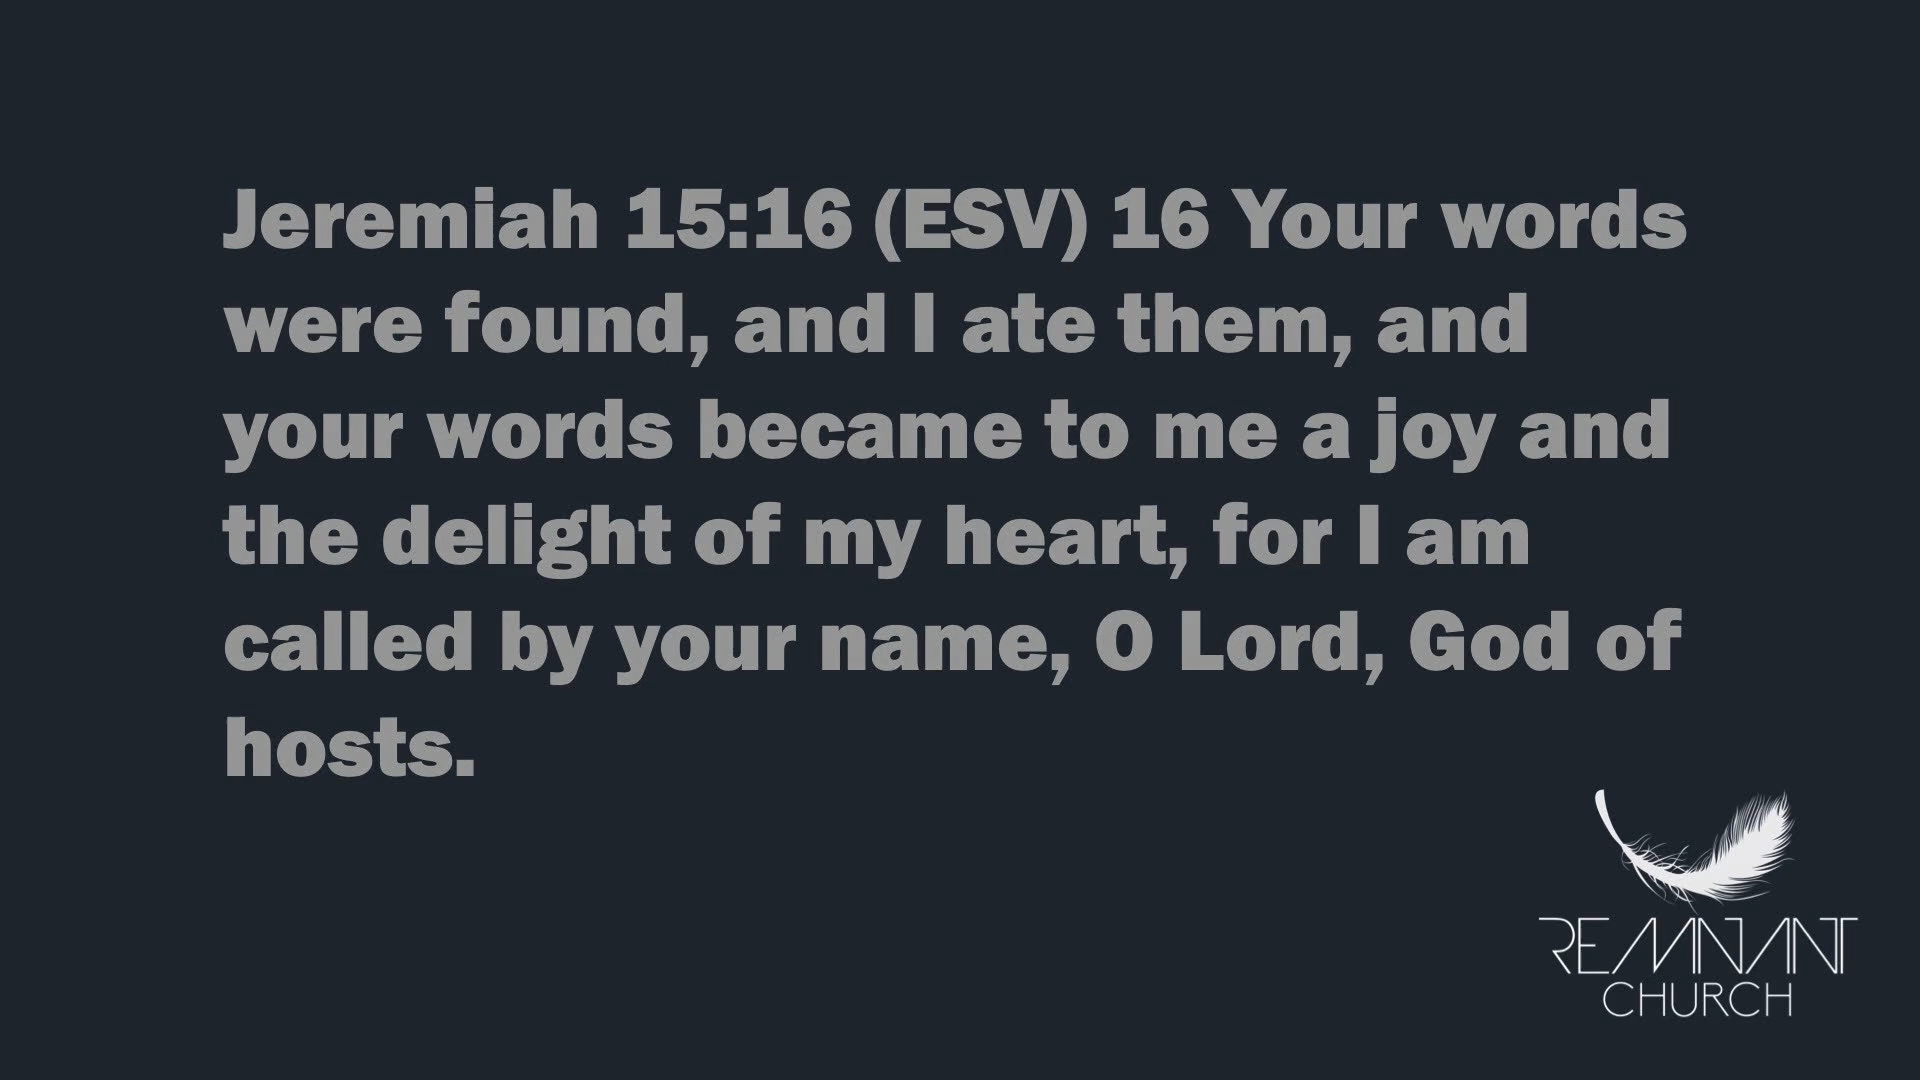 Jeremiah 15:16 (ESV) 16 Your words
were found, and I ate them, and
your words became to me a joy and
the delight of my heart, for I am
called by your name, O Lord, God of
hosts.
REMNANT
CHURCH